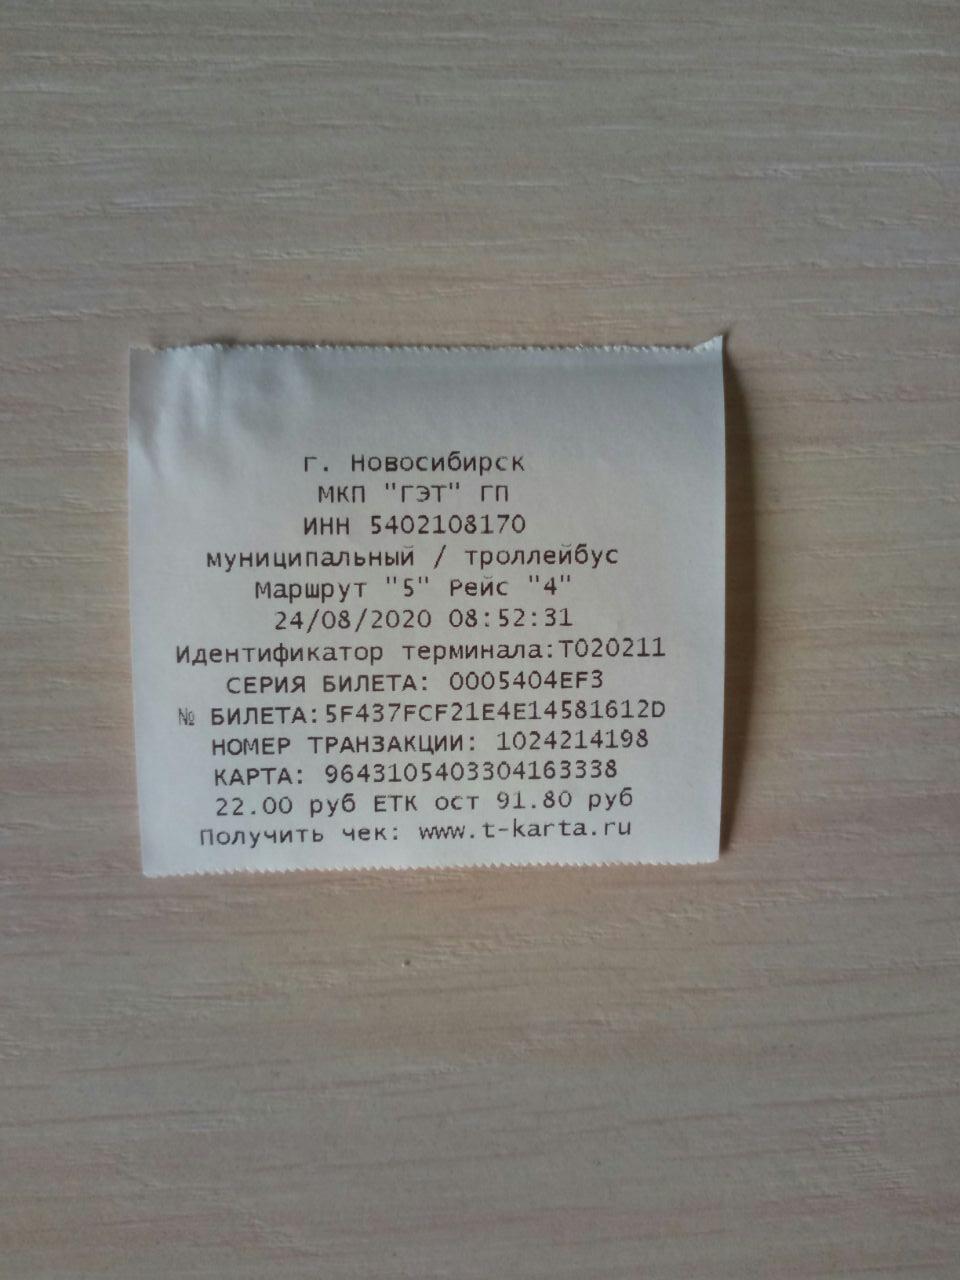 г. Новосибирск
МКП "ГЭТ" ГП
ИНН 5402108170
муниципальный / троллейбус
Маршрут "5" Рейс "4"
24/08/2020 08:52:31
Идентификатор терминала:T020211
СЕРИЯ БИЛЕТА: 0005404EF3
№ БИЛЕТА:5F437FCF21E4E14581612D
НОМЕР ТРАНЗАКЦИИ: 1024214198
КАРТА: 9643105403304163338
22.00 руб ЕТК ост 91.80 руб
Получить чек: www.t-karta.ru